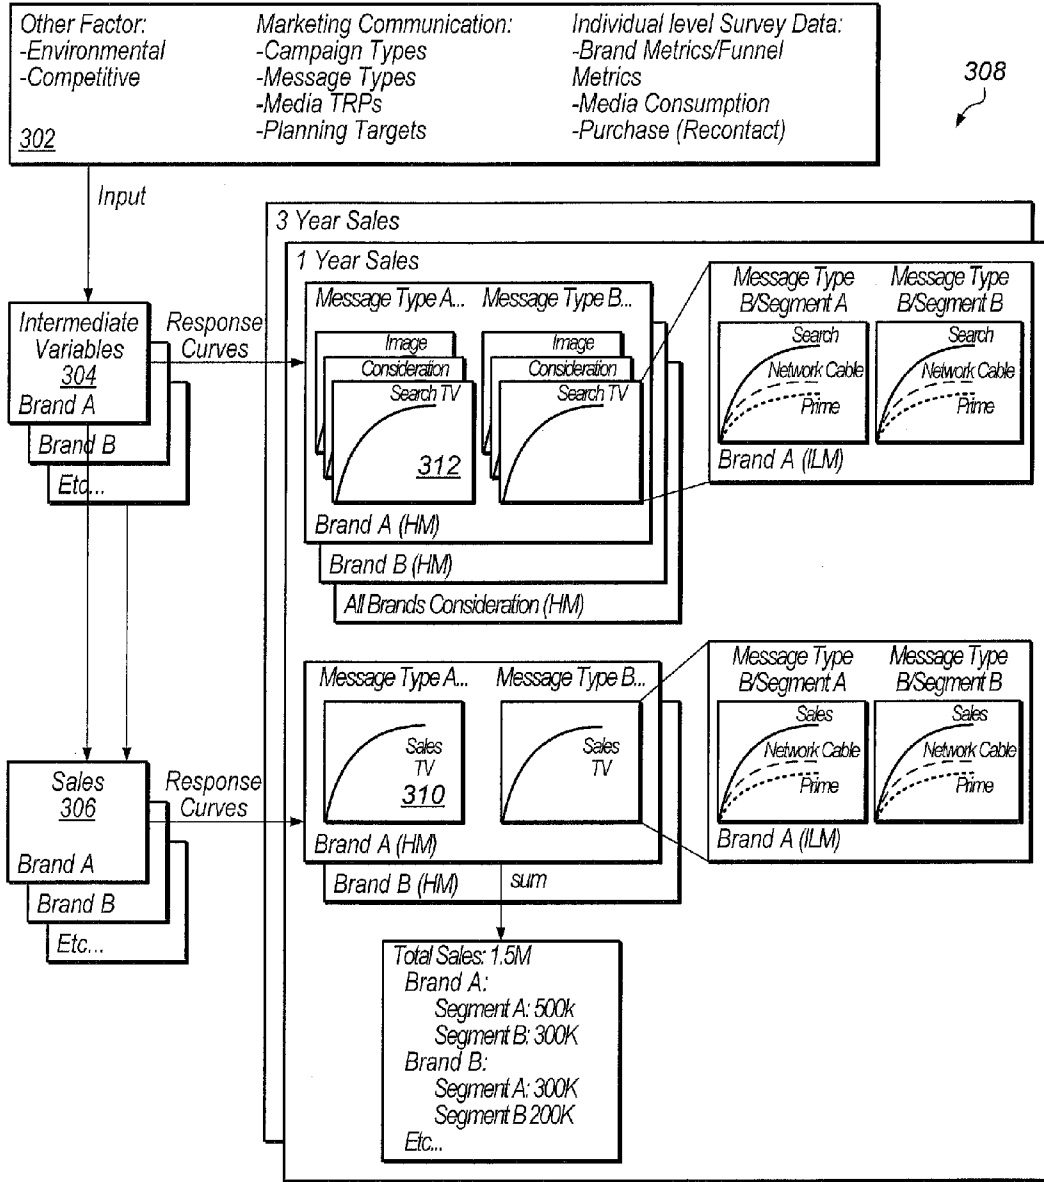 Other Factor:
-Environmental
-Competitive
302
Marketing Communication:
-Campaign Types
-Message Types
-Media TRPs
-Planning Targets
Individual level Survey Data:
-Brand Metrics/Funnel
Metrics
-Media Consumption
-Purchase (Recontact)
308
Input
3 Year Sales
1 Year Sales
Intermediate
Variables
304
Brand A
Brand B
Etc...
Response
Curves
Message Type A...
Message Type B...
Image
Consideration
Search TV
312
Image
Consideration
Search TV
Brand A (HM)
Brand B (HM)
All Brands Consideration (HM)
Message Type
B/Segment A
Message Type
B/Segment B
Search
Network Cable
Prime
Search
Network Cable
Prime
Brand A (ILM)
Sales
306
Brand A
Brand B
Etc...
Response
Curves
Message Type A...
Message Type B...
Sales
TV
310
Sales
TV
Brand A (HM)
Brand B (HM)
Message Type
B/Segment A
Message Type
B/Segment B
Sales
Network Cable
Prime
Sales
Network Cable
Prime
Brand A (ILM)
sum
Total Sales: 1.5M
Brand A:
Segment A: 500k
Segment B: 300K
Brand B:
Segment A: 300K
Segment B 200K
Etc...